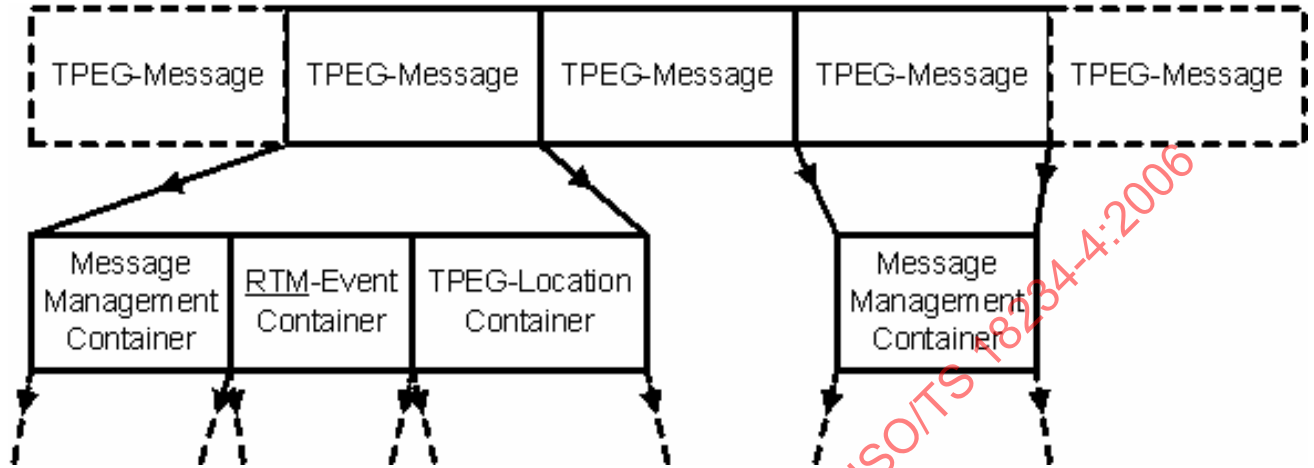 TPEG-Message TPEG-Message TPEG-Message TPEG-Message TPEG-Message
Message
Management
Container
RTM-Event
Container
TPEG-Location
Container
Message
Management
Container
ISO/TS 18234-4:2006